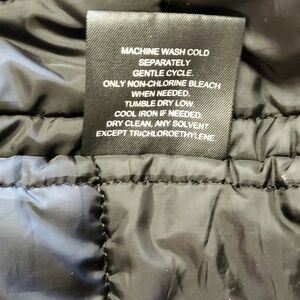 MACHINE WASH COLD
SEPARATELY
GENTLE CYCLE.
ONLY NON-CHLORINE BLEACH
WHEN NEEDED.
TUMBLE DRY LOW.
COOL IRON IF NEEDED.
DRY CLEAN, ANY SOLVENT
EXCEPT TRICHLOROETHYLENE